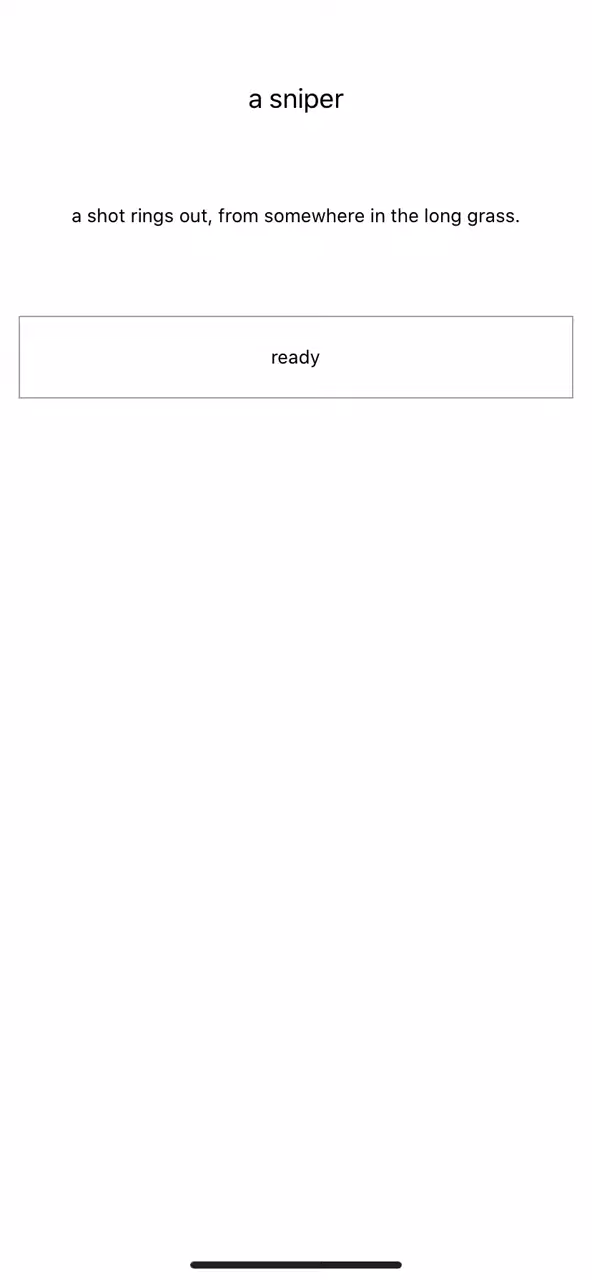 a sniper
a shot rings out, from somewhere in the long grass.
ready